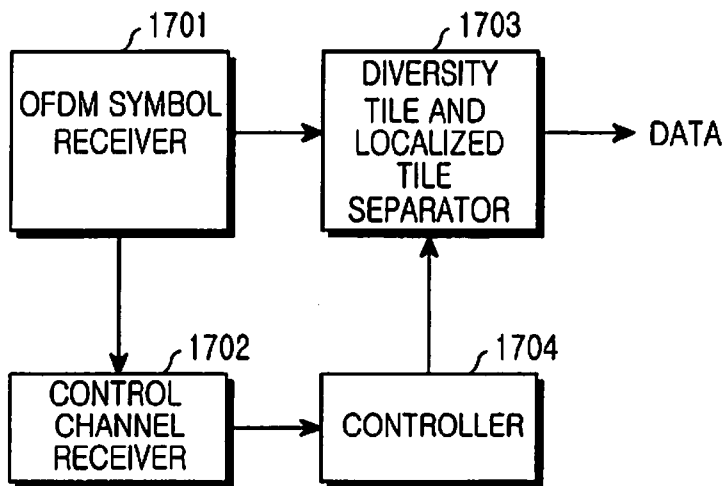 1701
OFDM SYMBOL
RECEIVER
1703
DIVERSITY
TILE AND
LOCALIZED
TILE
SEPARATOR
DATA
1702
CONTROL
CHANNEL
RECEIVER
1704
CONTROLLER